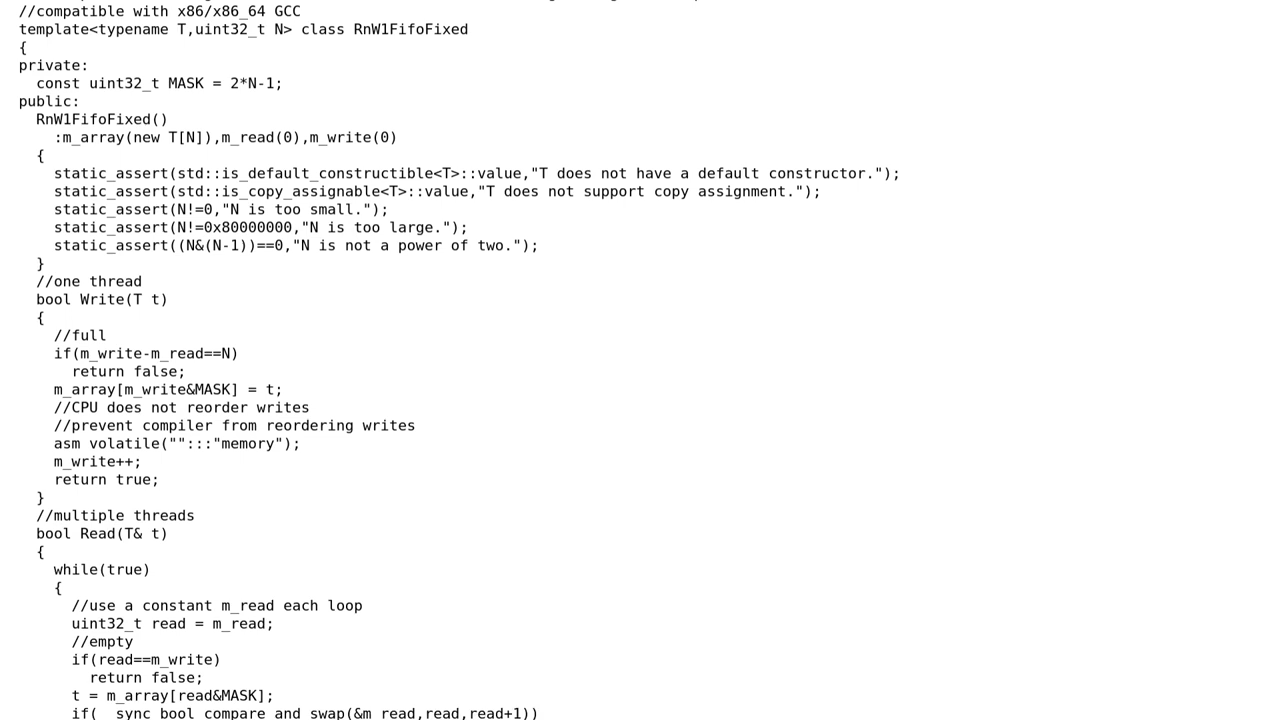 //compatible with x86/x86_64 GCC
template<typename T,uint32_t N> class RnW1FifoFixed
{
private:
  const uint32_t MASK = 2*N-1;
public:
  RnW1FifoFixed()
    :m_array(new T[N]),m_read(0),m_write(0)
  {
    static_assert(std::is_default_constructible<T>::value,"T does not have a default constructor.");
    static_assert(std::is_copy_assignable<T>::value,"T does not support copy assignment.");
    static_assert(N!=0,"N is too small.");
    static_assert(N!=0x80000000,"N is too large.");
    static_assert((N&(N-1))==0,"N is not a power of two.");
  }
  //one thread
  bool Write(T t)
  {
    //full
    if(m_write-m_read==N)
      return false;
    m_array[m_write&MASK] = t;
    //CPU does not reorder writes
    //prevent compiler from reordering writes
    asm volatile("":::"memory");
    m_write++;
    return true;
  }
  //multiple threads
  bool Read(T& t)
  {
    while(true)
    {
      //use a constant m_read each loop
      uint32_t read = m_read;
      //empty
      if(read==m_write)
        return false;
      t = m_array[read&MASK];
      if(__sync_bool_compare_and_swap(&m_read,read,read+1))